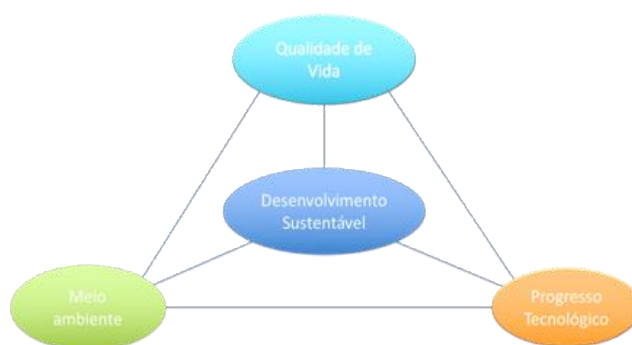 Qualidade de
Vida
Desenvolvimento
Sustentável
Meio
ambiente
Progresso
Tecnológico